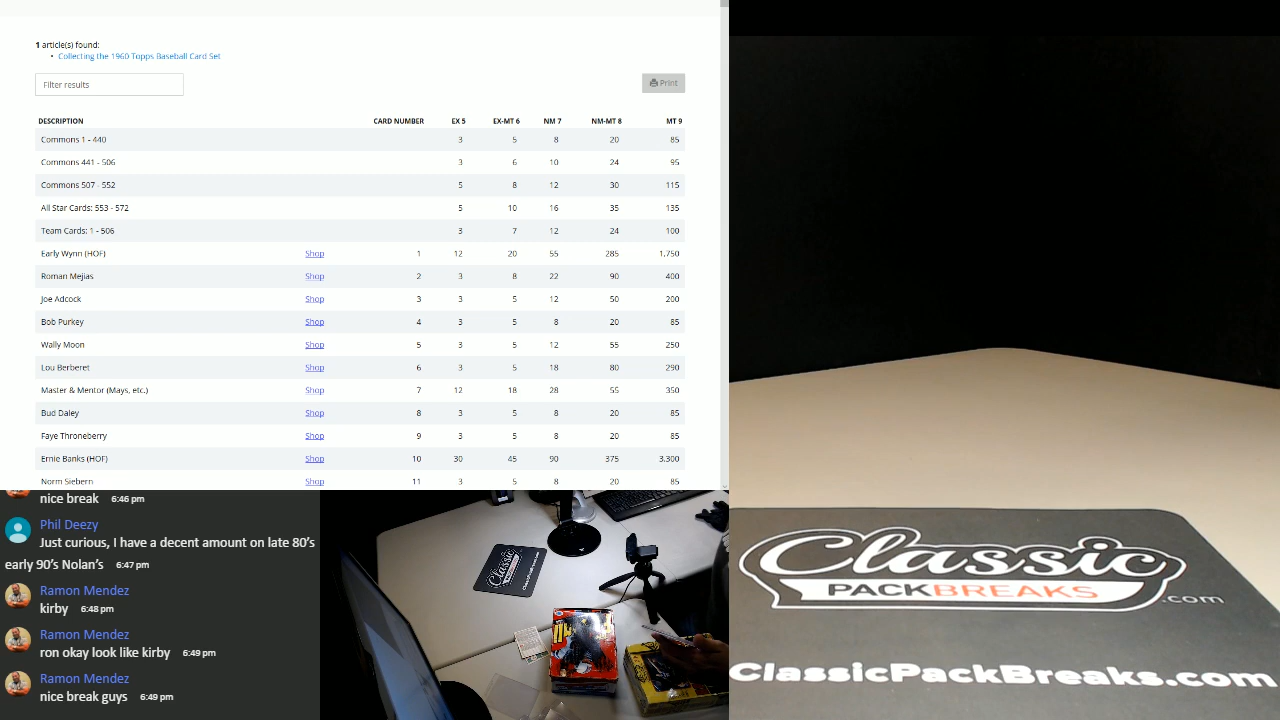 1 article(s) found:
• Collecting the 1960 Topps Baseball Card Set
Filter results
Print
DESCRIPTION CARD NUMBER EX 5 EX-MT 6 NM 7 NM-MT 8 MT 9
Commons 1 - 440 3 5 8 20 85
Commons 441 - 506 3 6 10 24 95
Commons 507 - 552 5 8 12 30 115
All Star Cards: 553 - 572 5 10 16 35 135
Team Cards: 1 - 506 3 7 12 24 100
Early Wynn (HOF) Shop 1 12 20 55 285 1,750
Roman Mejias Shop 2 3 8 22 90 400
Joe Adcock Shop 3 3 5 12 50 200
Bob Purkey Shop 4 3 5 8 20 85
Wally Moon Shop 5 3 5 12 55 250
Lou Berberet Shop 6 3 5 18 80 290
Master & Mentor (Mays, etc.) Shop 7 12 18 28 55 350
Bud Daley Shop 8 3 5 8 20 85
Faye Throneberry Shop 9 3 5 8 20 85
Ernie Banks (HOF) Shop 10 30 45 90 375 3,300
Norm Siebern Shop 11 3 5 8 20 85
nice break 6:46 pm
Phil Deezy
Just curious, I have a decent amount on late 80's
early 90's Nolan's 6:47 pm
Ramon Mendez
kirby 6:48 pm
Ramon Mendez
ron okay look like kirby 6:49 pm
Ramon Mendez
nice break guys 6:49 pm
Classic
Classic
PACKBREAKS.com
ClassicPackBreaks.com